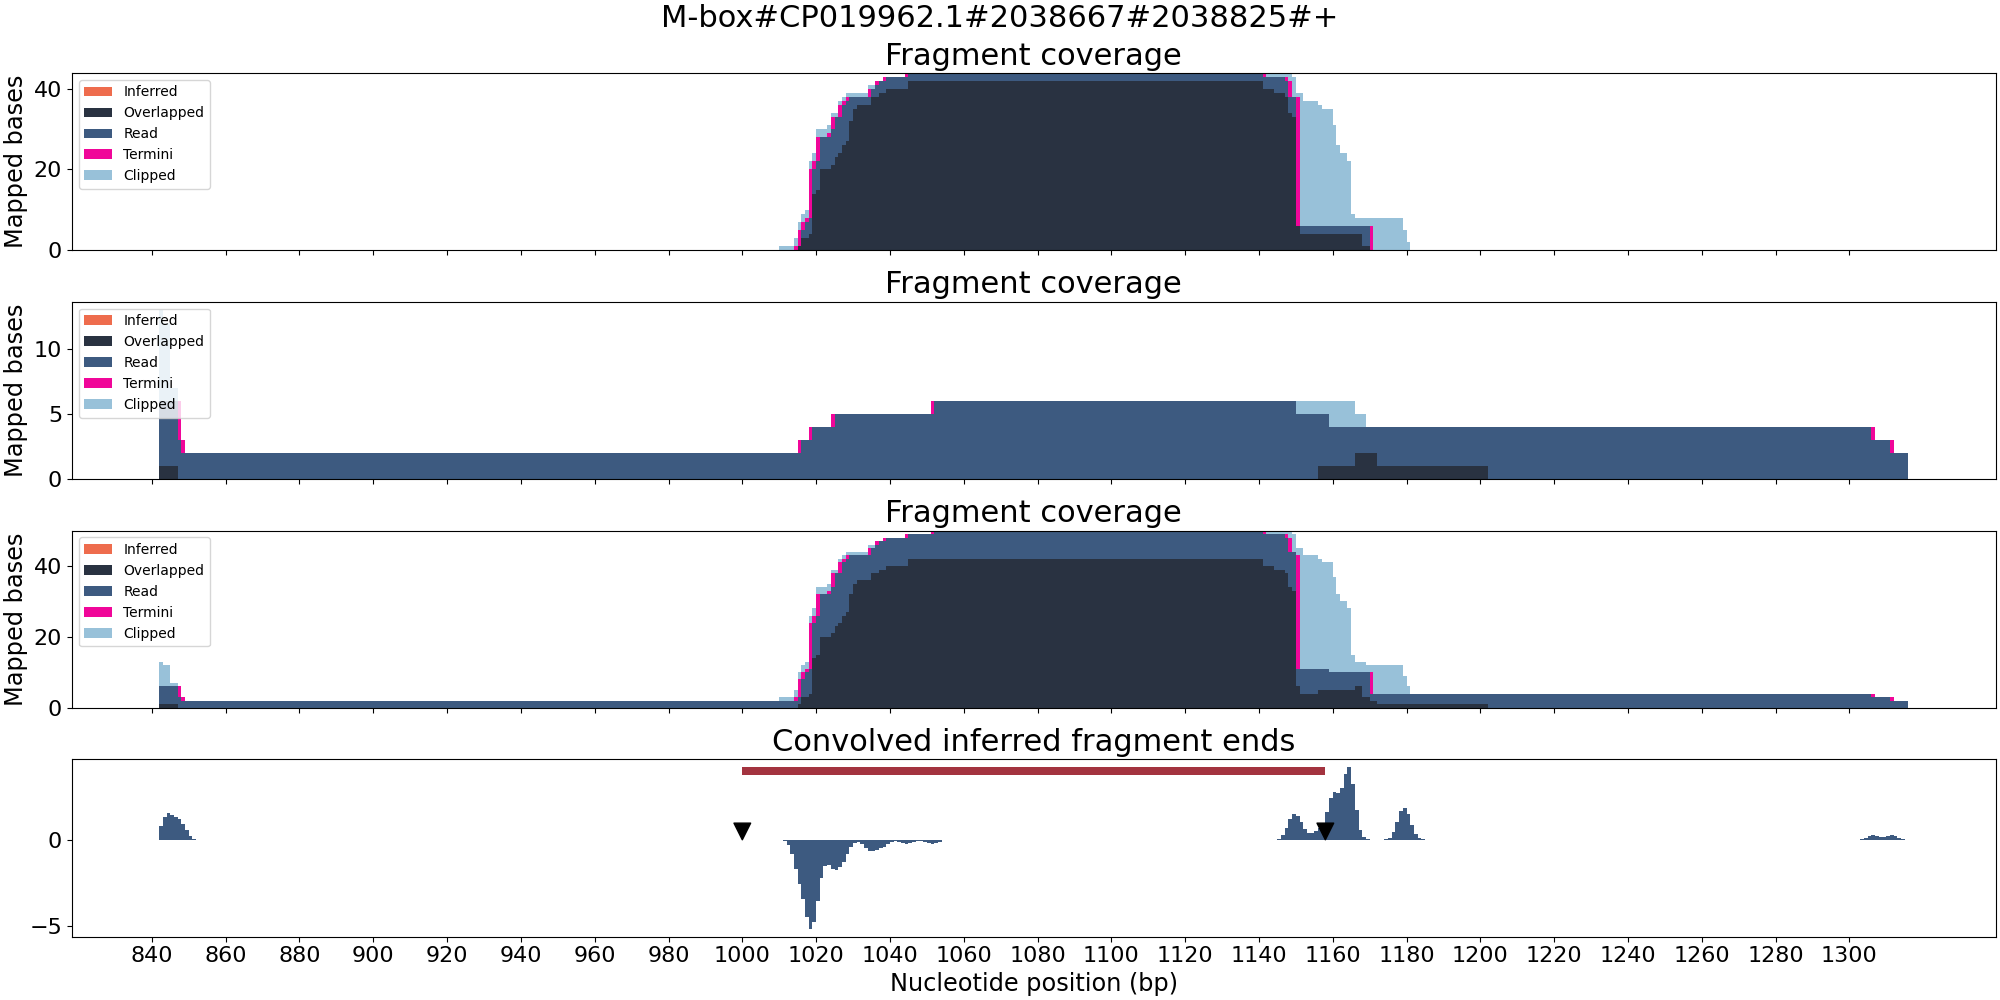 M-box#CP019962.1#2038667#2038825#+
Fragment coverage
Mapped bases
40
20
0
Inferred
Overlapped
Read
Termini
Clipped
Fragment coverage
Mapped bases
10
5
0
Inferred
Overlapped
Read
Termini
Clipped
Fragment coverage
Mapped bases
40
20
0
Inferred
Overlapped
Read
Termini
Clipped
Convolved inferred fragment ends
0
−5
840 860 880 900 920 940 960 980 1000 1020 1040 1060 1080 1100 1120 1140 1160 1180 1200 1220 1240 1260 1280 1300
Nucleotide position (bp)